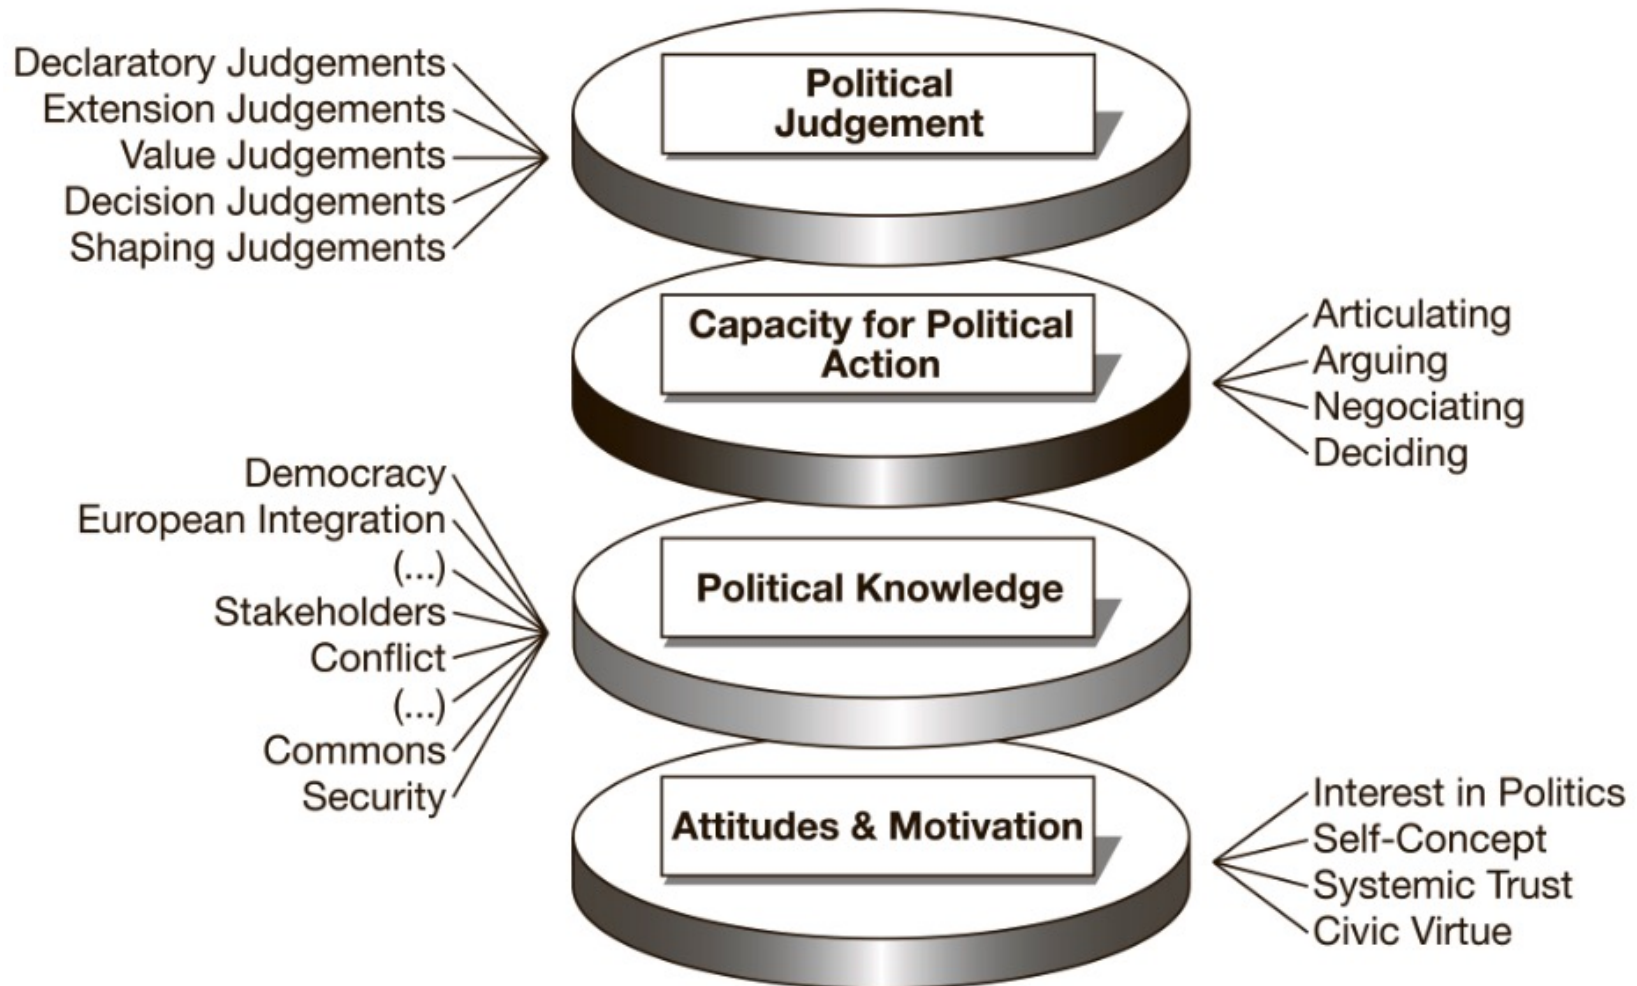 Declaratory Judgements
Extension Judgements
Value Judgements
Decision Judgements
Shaping Judgements
Political
Judgement
Capacity for Political
Action
Articulating
Arguing
Negociating
Deciding
Democracy
European Integration
(...)
Stakeholders
Conflict
(...)
Commons
Security
Political Knowledge
Attitudes & Motivation
Interest in Politics
Self-Concept
Systemic Trust
Civic Virtue